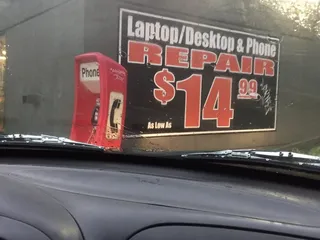 Laptop/Desktop & Phone
REPAIR
Phone
$14.99
As Low As